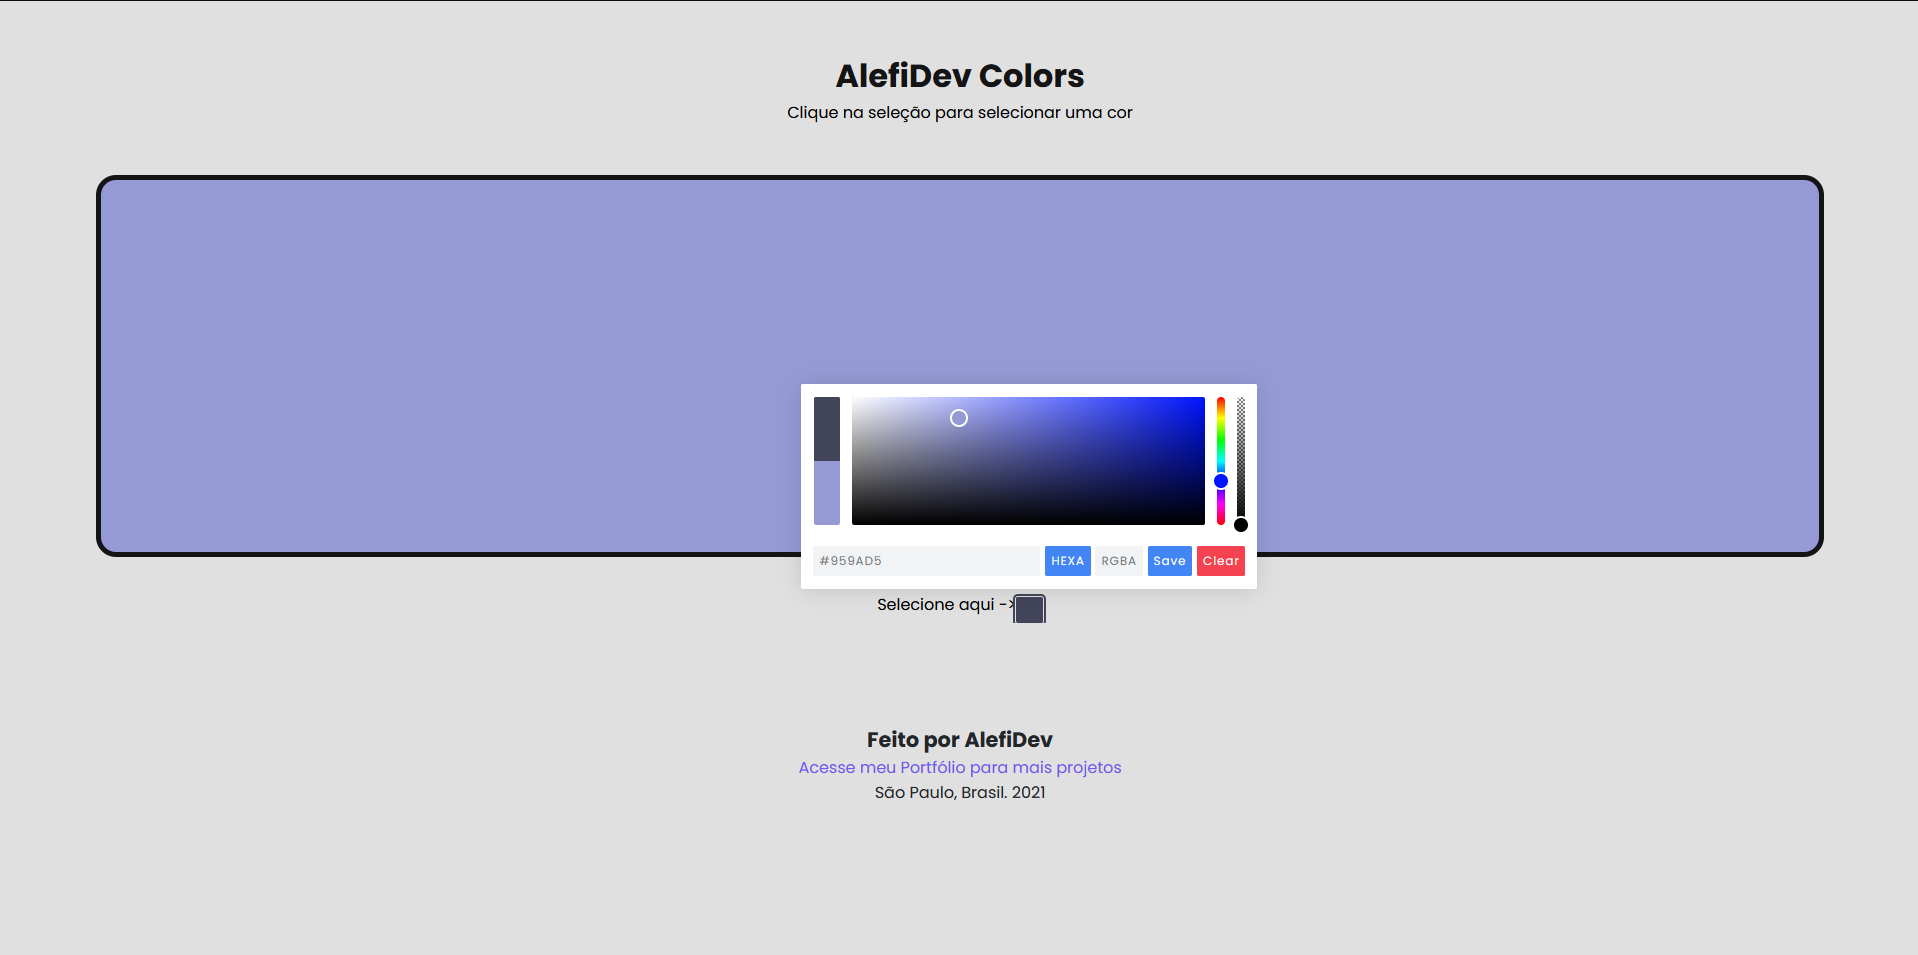 AlefiDev Colors
Clique na seleção para selecionar uma cor
#959AD5 HEXA RGBA Save Clear
Selecione aqui ->
Feito por AlefiDev
Acesse meu Portfólio para mais projetos
São Paulo, Brasil. 2021